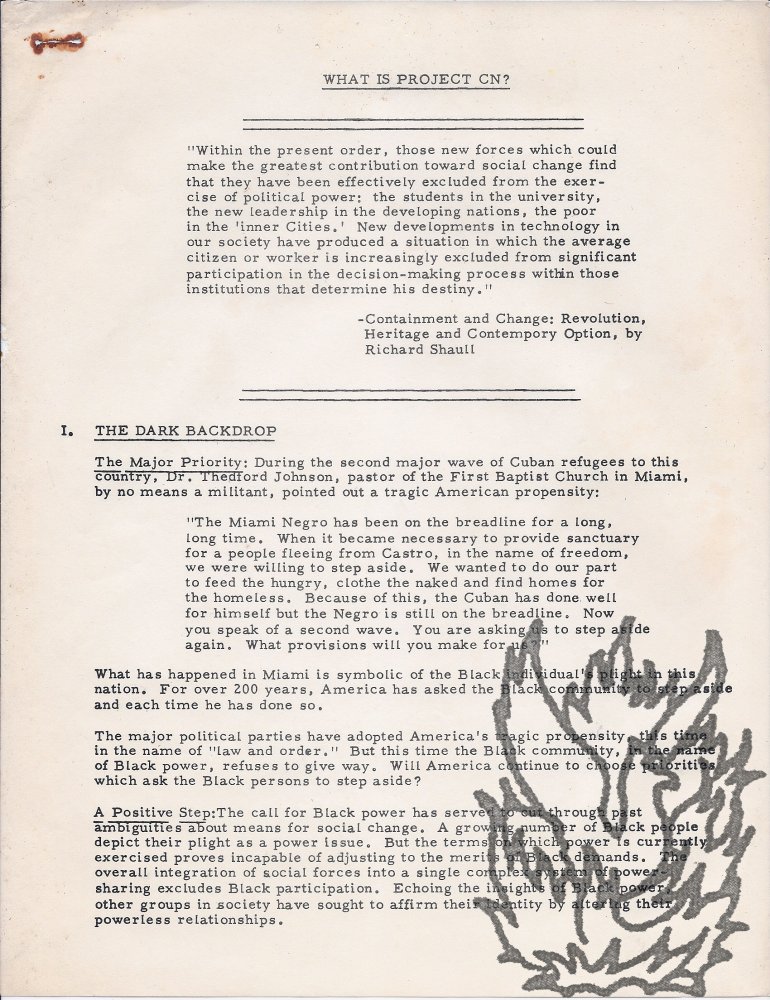 WHAT IS PROJECT CN?
"Within the present order, those new forces which could
make the greatest contribution toward social change find
that they have been effectively excluded from the exer-
cise of political power: the students in the university,
the new leadership in the developing nations, the poor
in the 'inner Cities.' New developments in technology in
our society have produced a situation in which the average
citizen or worker is increasingly excluded from significant
participation in the decision-making process within those
institutions that determine his destiny."
-Containment and Change: Revolution,
Heritage and Contempory Option, by
Richard Shaull
I. THE DARK BACKDROP
The Major Priority: During the second major wave of Cuban refugees to this
country, Dr. Thedford Johnson, pastor of the First Baptist Church in Miami,
by no means a militant, pointed out a tragic American propensity:
"The Miami Negro has been on the breadline for a long,
long time. When it became necessary to provide sanctuary
for a people fleeing from Castro, in the name of freedom,
we were willing to step aside. We wanted to do our part
to feed the hungry, clothe the naked and find homes for
the homeless. Because of this, the Cuban has done well
for himself but the Negro is still on the breadline. Now
you speak of a second wave. You are asking us to step aside
again. What provisions will you make for us?"
What has happened in Miami is symbolic of the Black individual's plight in this
nation. For over 200 years, America has asked the Black community to step aside
and each time he has done so.
The major political parties have adopted America's tragic propensity, this time
in the name of "law and order." But this time the Black community, in the name
of Black power, refuses to give way. Will America continue to choose priorities
which ask the Black persons to step aside?
A Positive Step:The call for Black power has served to cut through past
ambiguities about means for social change. A growing number of Black people
depict their plight as a power issue. But the terms on which power is currently
exercised proves incapable of adjusting to the merits of Black demands. The
overall integration of social forces into a single complex system of power-
sharing excludes Black participation. Echoing the insights of Black power,
other groups in society have sought to affirm their identity by altering their
powerless relationships.